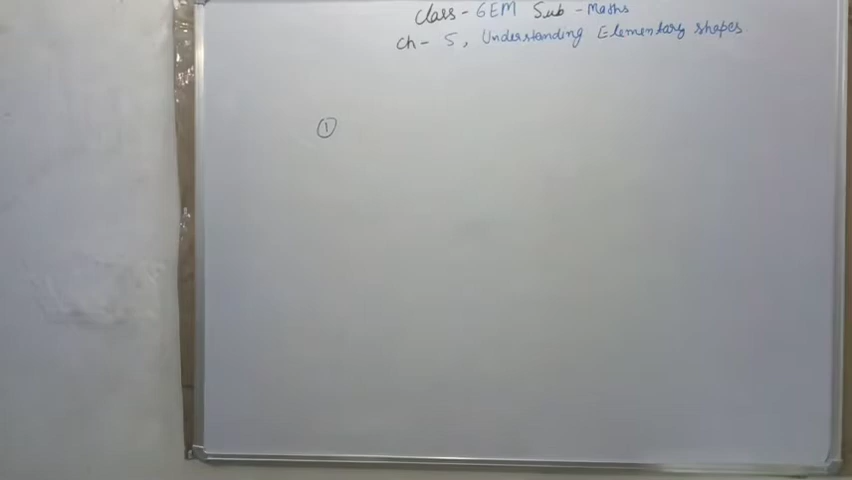 Class - 6EM Sub - Maths
Ch - 5, Understanding Elementary shapes
①